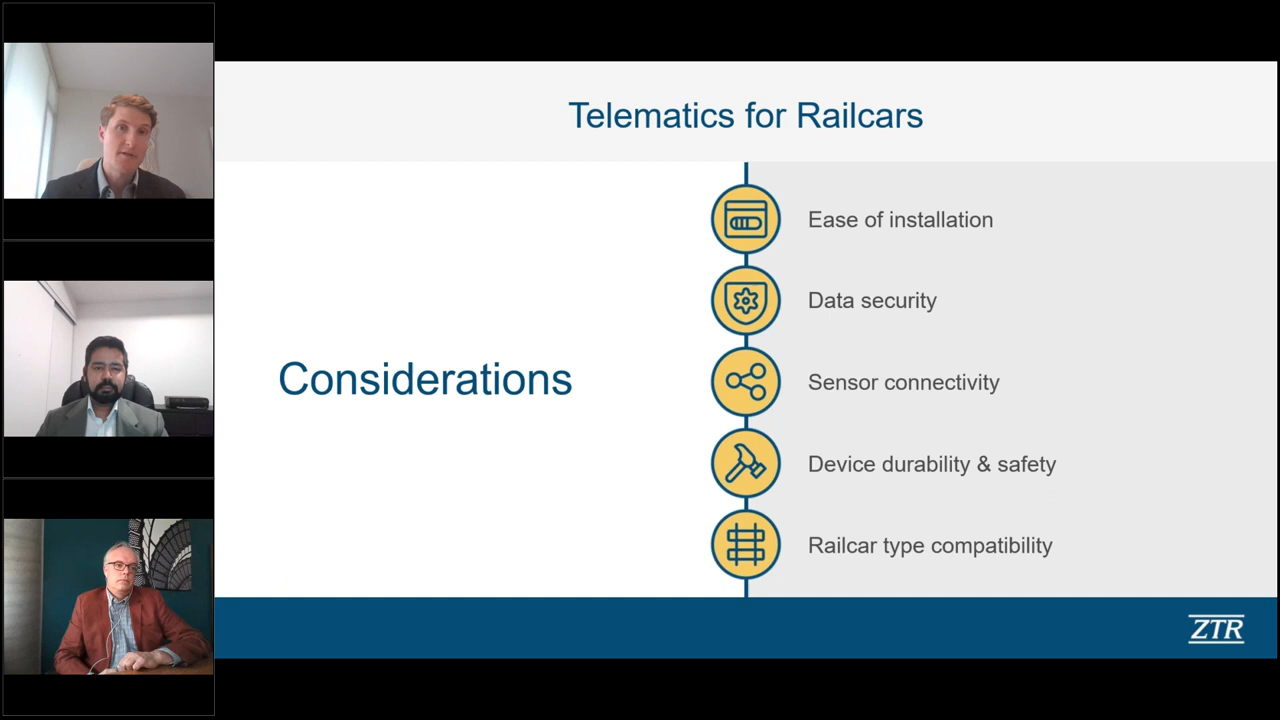 Telematics for Railcars
Considerations
Ease of installation
Data security
Sensor connectivity
Device durability & safety
Railcar type compatibility
ZTR